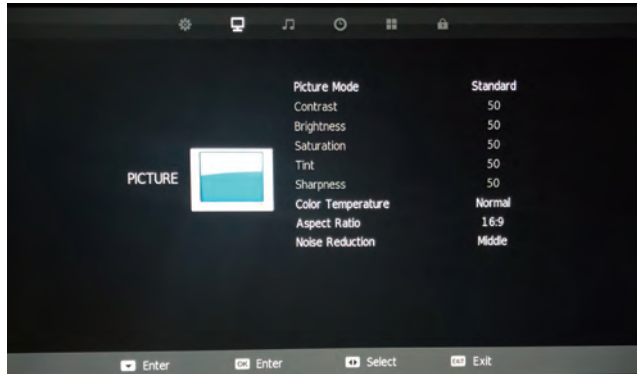 Picture Mode Standard
Contrast 50
Brightness 50
Saturation 50
Tint 50
PICTURE
Sharpness 50
Color Temperature Normal
Aspect Ratio 16:9
Noise Reduction Middle
Enter OK Enter Select EXIT Exit